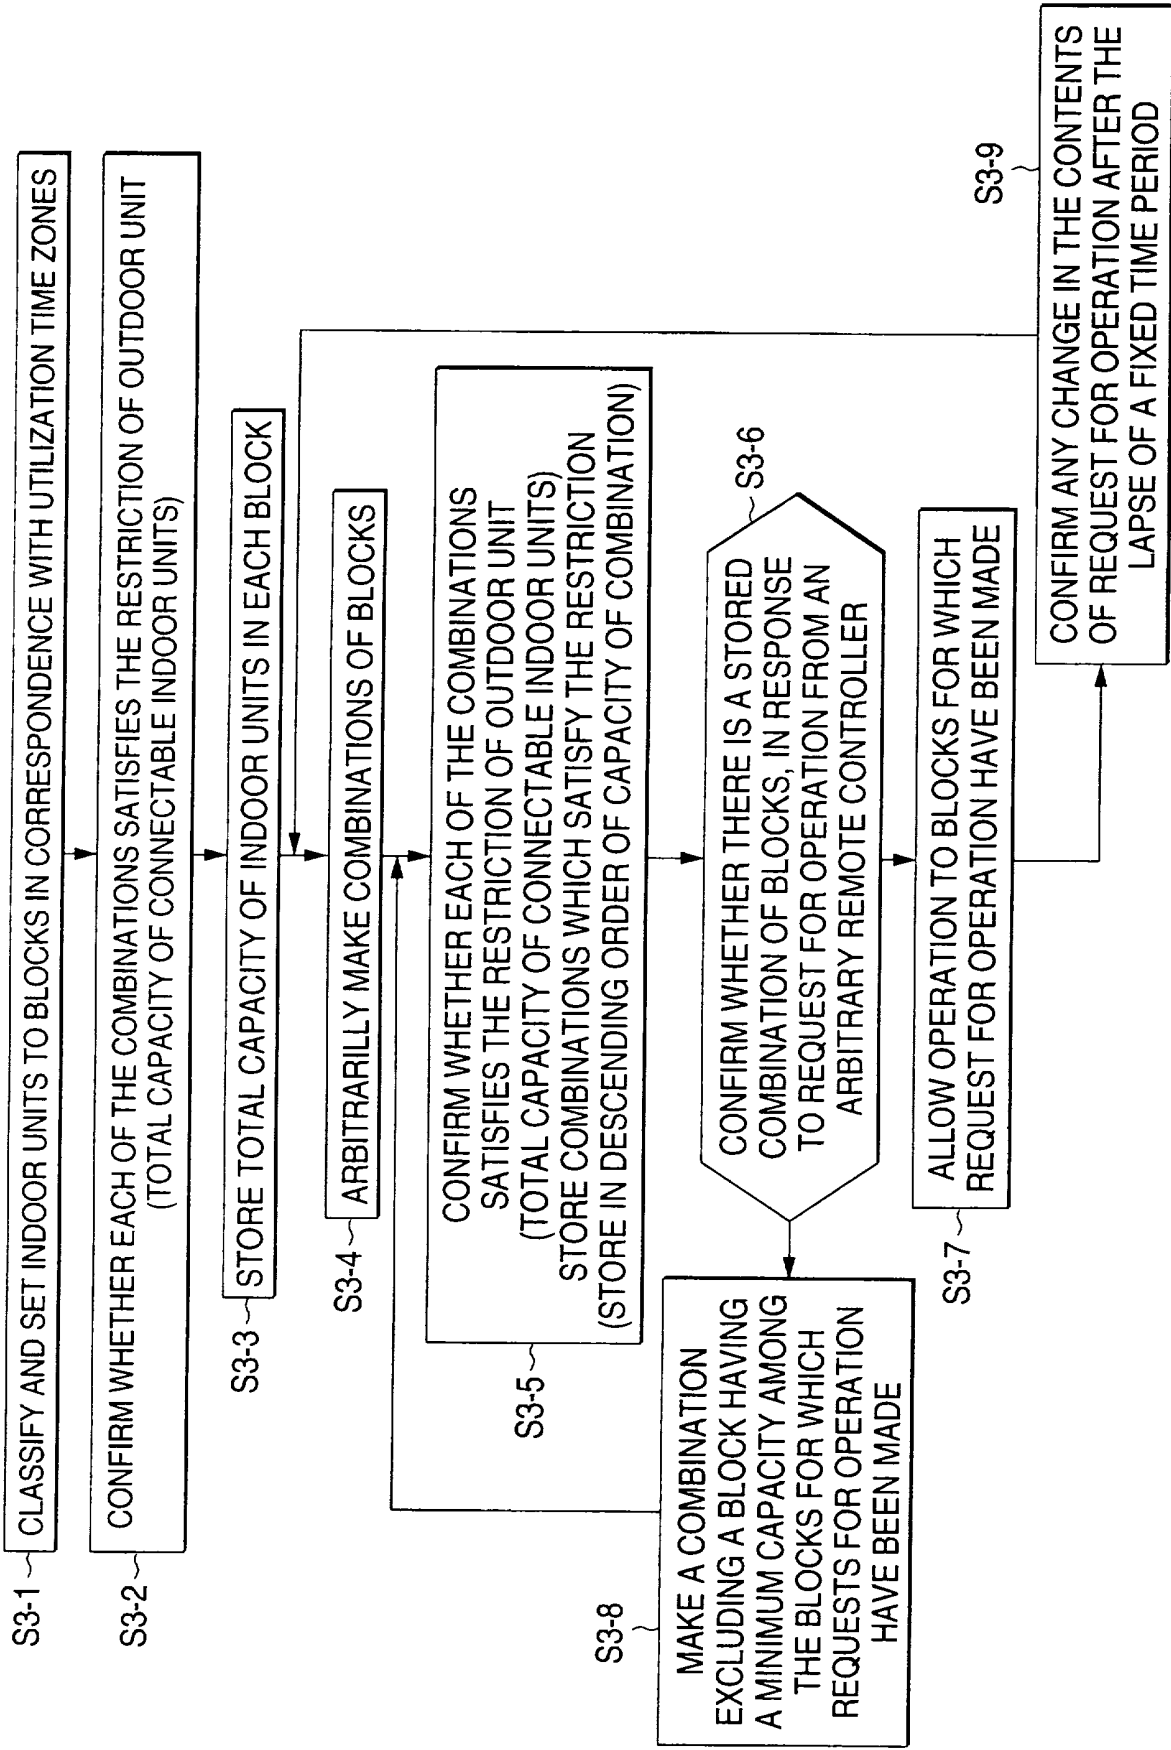 S3-1
CLASSIFY AND SET INDOOR UNITS TO BLOCKS IN CORRESPONDENCE WITH UTILIZATION TIME ZONES
S3-2
CONFIRM WHETHER EACH OF THE COMBINATIONS SATISFIES THE RESTRICTION OF OUTDOOR UNIT
(TOTAL CAPACITY OF CONNECTABLE INDOOR UNITS)
S3-3
STORE TOTAL CAPACITY OF INDOOR UNITS IN EACH BLOCK
S3-4
ARBITRARILLY MAKE COMBINATIONS OF BLOCKS
S3-5
CONFIRM WHETHER EACH OF THE COMBINATIONS
SATISFIES THE RESTRICTION OF OUTDOOR UNIT
(TOTAL CAPACITY OF CONNECTABLE INDOOR UNITS)
STORE COMBINATIONS WHICH SATISFY THE RESTRICTION
(STORE IN DESCENDING ORDER OF CAPACITY OF COMBINATION)
S3-6
CONFIRM WHETHER THERE IS A STORED
COMBINATION OF BLOCKS, IN RESPONSE
TO REQUEST FOR OPERATION FROM AN
ARBITRARY REMOTE CONTROLLER
S3-7
ALLOW OPERATION TO BLOCKS FOR WHICH
REQUEST FOR OPERATION HAVE BEEN MADE
S3-8
MAKE A COMBINATION
EXCLUDING A BLOCK HAVING
A MINIMUM CAPACITY AMONG
THE BLOCKS FOR WHICH
REQUESTS FOR OPERATION
HAVE BEEN MADE
S3-9
CONFIRM ANY CHANGE IN THE CONTENTS
OF REQUEST FOR OPERATION AFTER THE
LAPSE OF A FIXED TIME PERIOD